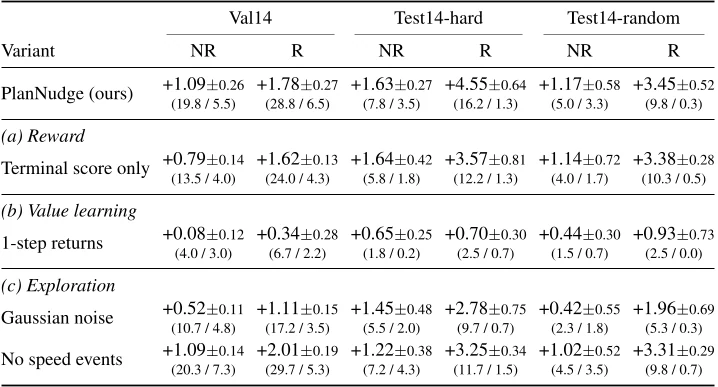 Val14 Test14-hard Test14-random
Variant NR R NR R NR R
PlanNudge (ours) +1.09±0.26 +1.78±0.27 +1.63±0.27 +4.55±0.64 +1.17±0.58 +3.45±0.52
(19.8 / 5.5) (28.8 / 6.5) (7.8 / 3.5) (16.2 / 1.3) (5.0 / 3.3) (9.8 / 0.3)
(a) Reward
Terminal score only +0.79±0.14 +1.62±0.13 +1.64±0.42 +3.57±0.81 +1.14±0.72 +3.38±0.28
(13.5 / 4.0) (24.0 / 4.3) (5.8 / 1.8) (12.2 / 1.3) (4.0 / 1.7) (10.3 / 0.5)
(b) Value learning
1-step returns +0.08±0.12 +0.34±0.28 +0.65±0.25 +0.70±0.30 +0.44±0.30 +0.93±0.73
(4.0 / 3.0) (6.7 / 2.2) (1.8 / 0.2) (2.5 / 0.7) (1.5 / 0.7) (2.5 / 0.0)
(c) Exploration
Gaussian noise +0.52±0.11 +1.11±0.15 +1.45±0.48 +2.78±0.75 +0.42±0.55 +1.96±0.69
(10.7 / 4.8) (17.2 / 3.5) (5.5 / 2.0) (9.7 / 0.7) (2.3 / 1.8) (5.3 / 0.3)
No speed events +1.09±0.14 +2.01±0.19 +1.22±0.38 +3.25±0.34 +1.02±0.52 +3.31±0.29
(20.3 / 7.3) (29.7 / 5.3) (7.2 / 4.3) (11.7 / 1.5) (4.5 / 3.5) (9.8 / 0.7)